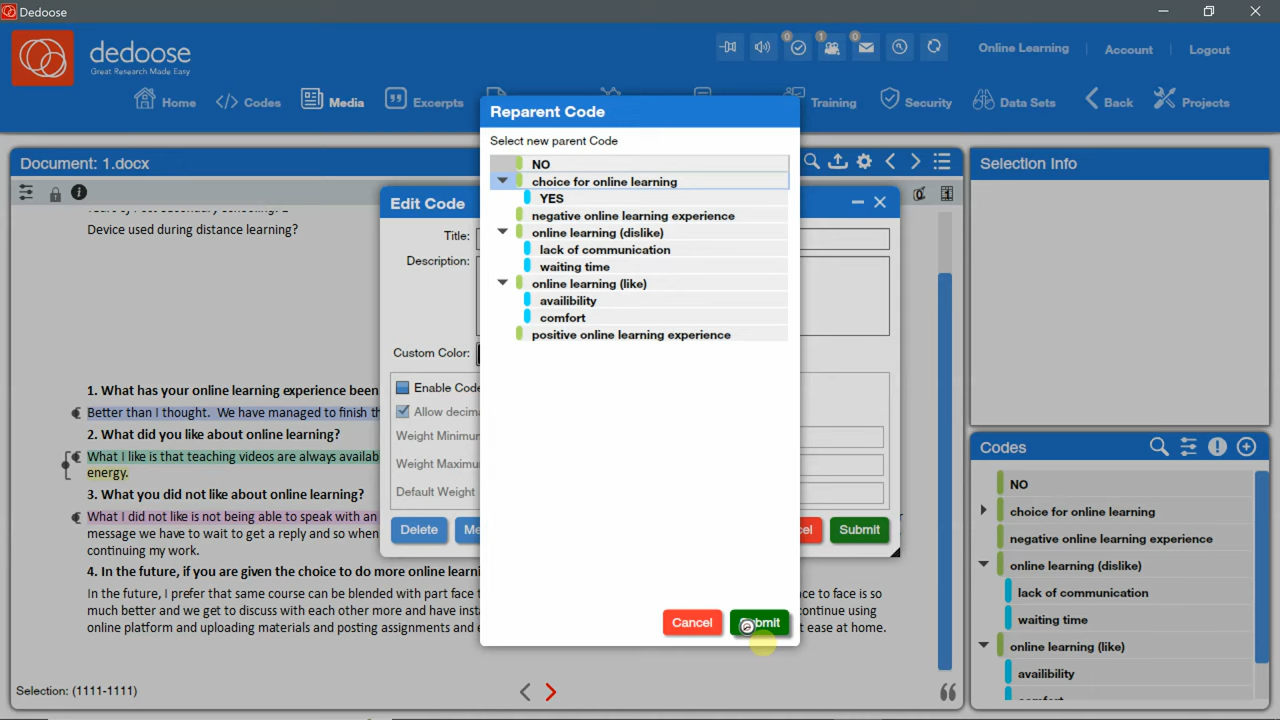 Dedoose
dedoose
Great Research Made Easy
0
1
0
Online Learning
Account
Logout
Home
Codes
Media
Excerpts
Training
Security
Data Sets
Back
Projects
Document: 1.docx
Device used during distance learning?
1. What has your online learning experience been
Better than I thought. We have managed to finish th
2. What did you like about online learning?
What I like is that teaching videos are always availab
energy.
3. What you did not like about online learning?
What I did not like is not being able to speak with an
message we have to wait to get a reply and so when
continuing my work.
4. In the future, if you are given the choice to do more online learni
In the future, I prefer that same course can be blended with part face t
ce to face is so
much better and we get to discuss with each other more and have inst
ontinue using
online platform and uploading materials and posting assignments and e
t ease at home.
Selection: (1111-1111)
Edit Code
Title:
Description:
Custom Color:
Enable Code
Allow decima
Weight Minimum
Weight Maximu
Default Weight
Delete
Me
cel
Submit
Reparent Code
Select new parent Code
NO
choice for online learning
YES
negative online learning experience
online learning (dislike)
lack of communication
waiting time
online learning (like)
availibility
comfort
positive online learning experience
Cancel
Submit
Selection Info
Codes
NO
choice for online learning
negative online learning experience
online learning (dislike)
lack of communication
waiting time
online learning (like)
availibility